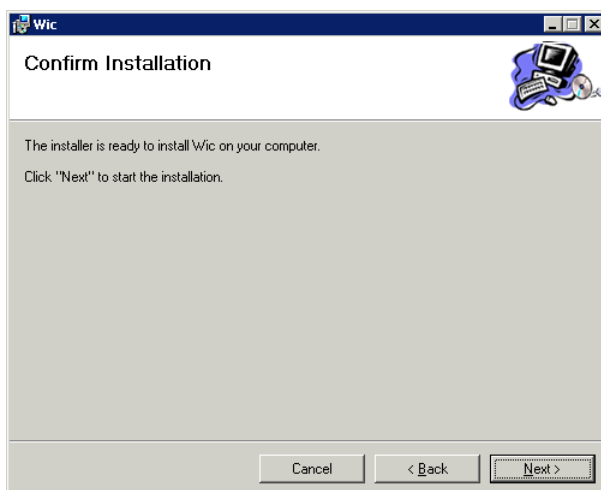 Wic
Confirm Installation
The installer is ready to install Wic on your computer.
Click "Next" to start the installation.
Cancel
< Back
Next >